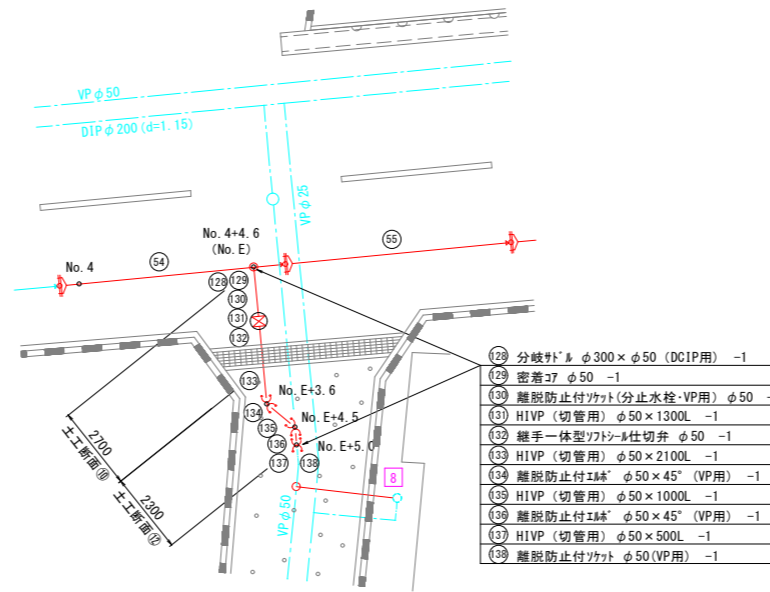 VPφ50
DIPφ200(d=1.15)
VPφ25
No.4+4.6
(No.E)
No.4
54
55
128 129
130
131
132
133
No.E+3.6
134
No.E+4.5
135
136
No.E+5.0
137 138
8
VPφ50
2700
土工断面⑩
2300
土工断面⑫
128 分岐ｻﾄﾞﾙ φ300×φ50 (DCIP用) -1
129 密着ｺｱ φ50 -1
130 離脱防止付ｿｹｯﾄ(分止水栓・VP用) φ50 -
131 HIVP (切管用) φ50×1300L -1
132 継手一体型ｿﾌﾄｼｰﾙ仕切弁 φ50 -1
133 HIVP (切管用) φ50×2100L -1
134 離脱防止付ｴﾙﾎﾞ φ50×45° (VP用) -1
135 HIVP (切管用) φ50×1000L -1
136 離脱防止付ｴﾙﾎﾞ φ50×45° (VP用) -1
137 HIVP (切管用) φ50×500L -1
138 離脱防止付ｿｹｯﾄ φ50(VP用) -1